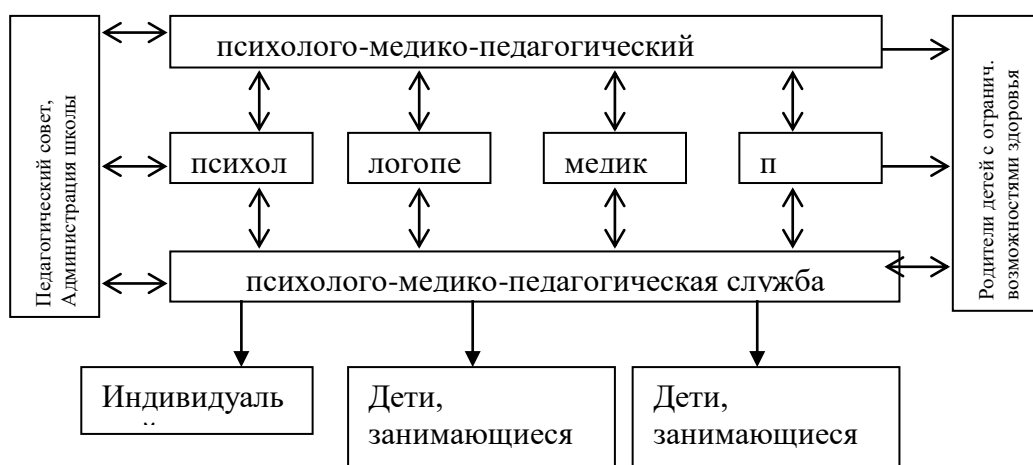 психолого-медико-педагогический
Педагогический совет,
Администрация школы
психол
логопе
медик
п
Родители детей с огранич.
возможностями здоровья
психолого-медико-педагогическая служба
Индивидуаль
Дети,
занимающиеся
Дети,
занимающиеся